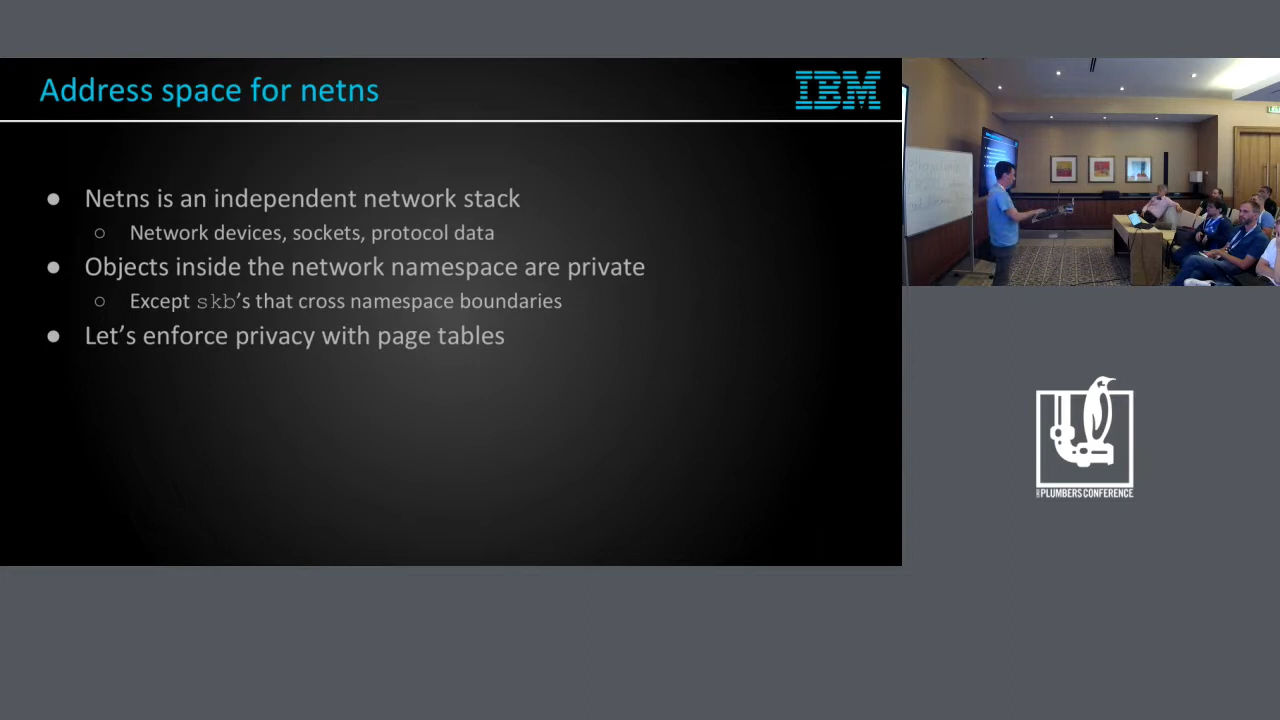 Address space for netns
IBM
● Netns is an independent network stack
○ Network devices, sockets, protocol data
● Objects inside the network namespace are private
○ Except skb's that cross namespace boundaries
● Let's enforce privacy with page tables
PLUMBERS CONFERENCE